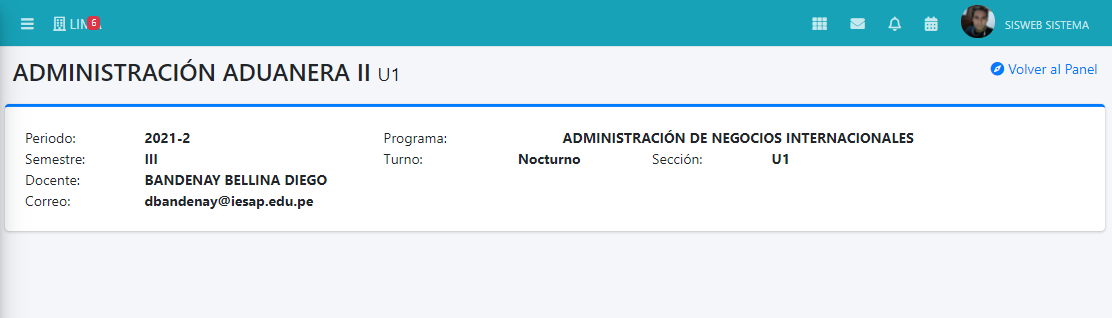 LIMA 6
SISWEB SISTEMA
ADMINISTRACIÓN ADUANERA II U1
Volver al Panel
Periodo: 2021-2 Programa: ADMINISTRACIÓN DE NEGOCIOS INTERNACIONALES
Semestre: III Turno: Nocturno Sección: U1
Docente: BANDENAY BELLINA DIEGO
Correo: dbandenay@iesap.edu.pe